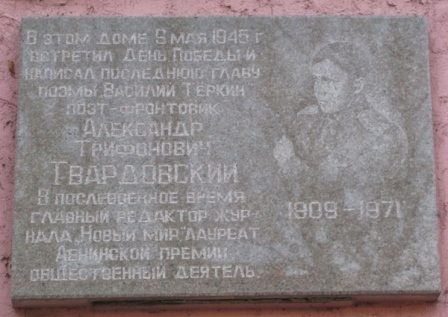 В этом доме 9 мая 1945 г
встретил День Победы и
написал последнюю главу
поэмы „Василий Теркин"
поэт-фронтовик
Александр
Трифонович
Твардовский
В послевоенное время
главный редактор жур-
нала „Новый мир", лауреат
Ленинской премии
общественный деятель.
1909-1971